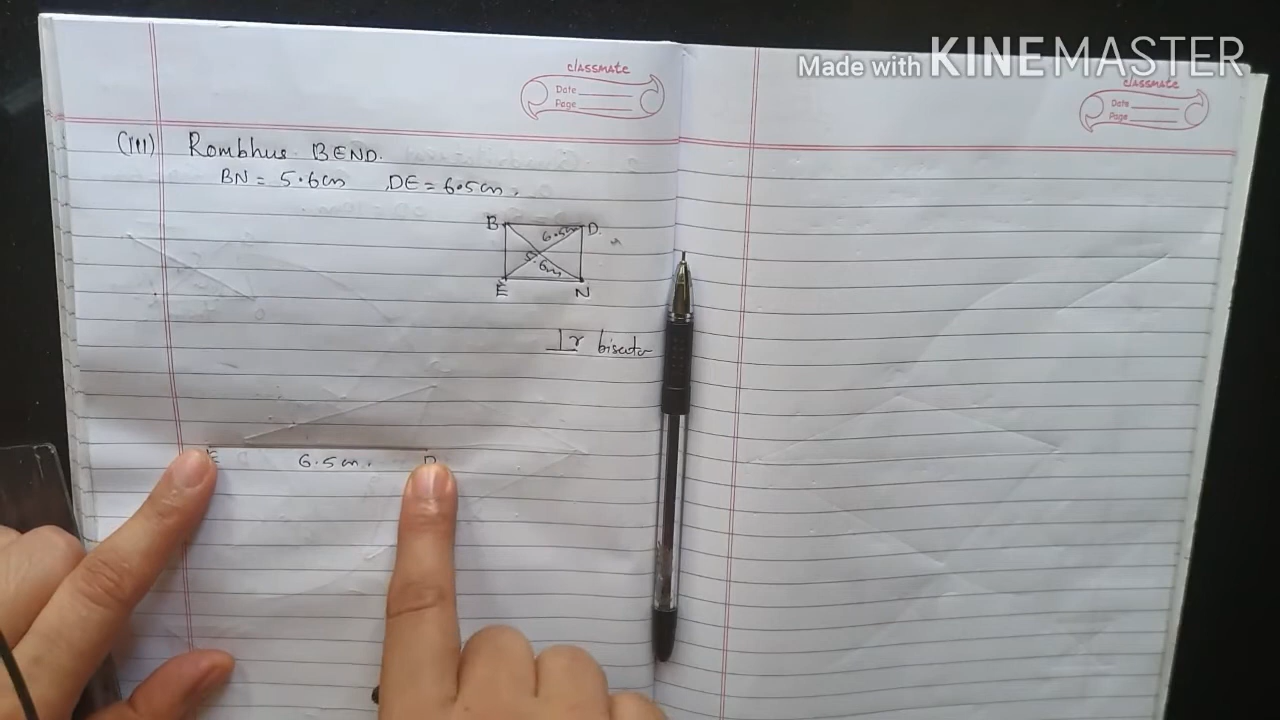 Made with KINEMASTER
classmate
Date
Page
classmate
Date
Page
(iii) Rombhus BEND.
BN = 5.6cm DE = 6.5cm.
B D.
6.5cm
5.6cm
E N
⊥r bisector
E 6.5cm. D